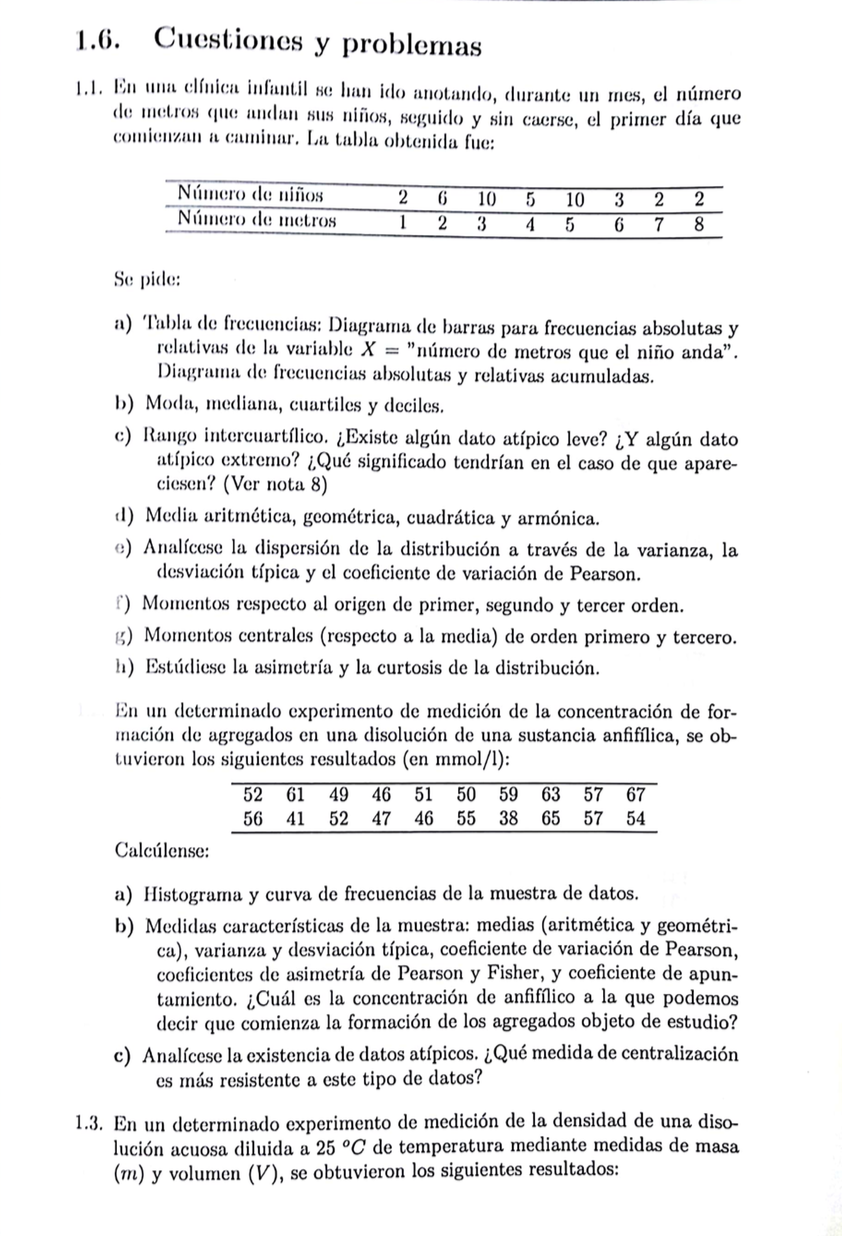 1.6. Cuestiones y problemas
1.1. En una clínica infantil se han ido anotando, durante un mes, el número
de metros que andan sus niños, seguido y sin caerse, el primer día que
comienzan a caminar. La tabla obtenida fue:
Número de niños 2 6 10 5 10 3 2 2
Número de metros 1 2 3 4 5 6 7 8
Se pide:
a) Tabla de frecuencias: Diagrama de barras para frecuencias absolutas y
relativas de la variable X = "número de metros que el niño anda".
Diagrama de frecuencias absolutas y relativas acumuladas.
b) Moda, mediana, cuartiles y deciles.
c) Rango intercuartílico. ¿Existe algún dato atípico leve? ¿Y algún dato
atípico extremo? ¿Qué significado tendrían en el caso de que apare-
ciesen? (Ver nota 8)
d) Media aritmética, geométrica, cuadrática y armónica.
e) Analícese la dispersión de la distribución a través de la varianza, la
desviación típica y el coeficiente de variación de Pearson.
f) Momentos respecto al origen de primer, segundo y tercer orden.
g) Momentos centrales (respecto a la media) de orden primero y tercero.
h) Estúdiese la asimetría y la curtosis de la distribución.
En un determinado experimento de medición de la concentración de for-
mación de agregados en una disolución de una sustancia anfifílica, se ob-
tuvieron los siguientes resultados (en mmol/l):
52 61 49 46 51 50 59 63 57 67
56 41 52 47 46 55 38 65 57 54
Calcúlense:
a) Histograma y curva de frecuencias de la muestra de datos.
b) Medidas características de la muestra: medias (aritmética y geométri-
ca), varianza y desviación típica, coeficiente de variación de Pearson,
coeficientes de asimetría de Pearson y Fisher, y coeficiente de apun-
tamiento. ¿Cuál es la concentración de anfifílico a la que podemos
decir que comienza la formación de los agregados objeto de estudio?
c) Analícese la existencia de datos atípicos. ¿Qué medida de centralización
es más resistente a este tipo de datos?
1.3. En un determinado experimento de medición de la densidad de una diso-
lución acuosa diluida a 25 ºC de temperatura mediante medidas de masa
(m) y volumen (V), se obtuvieron los siguientes resultados: